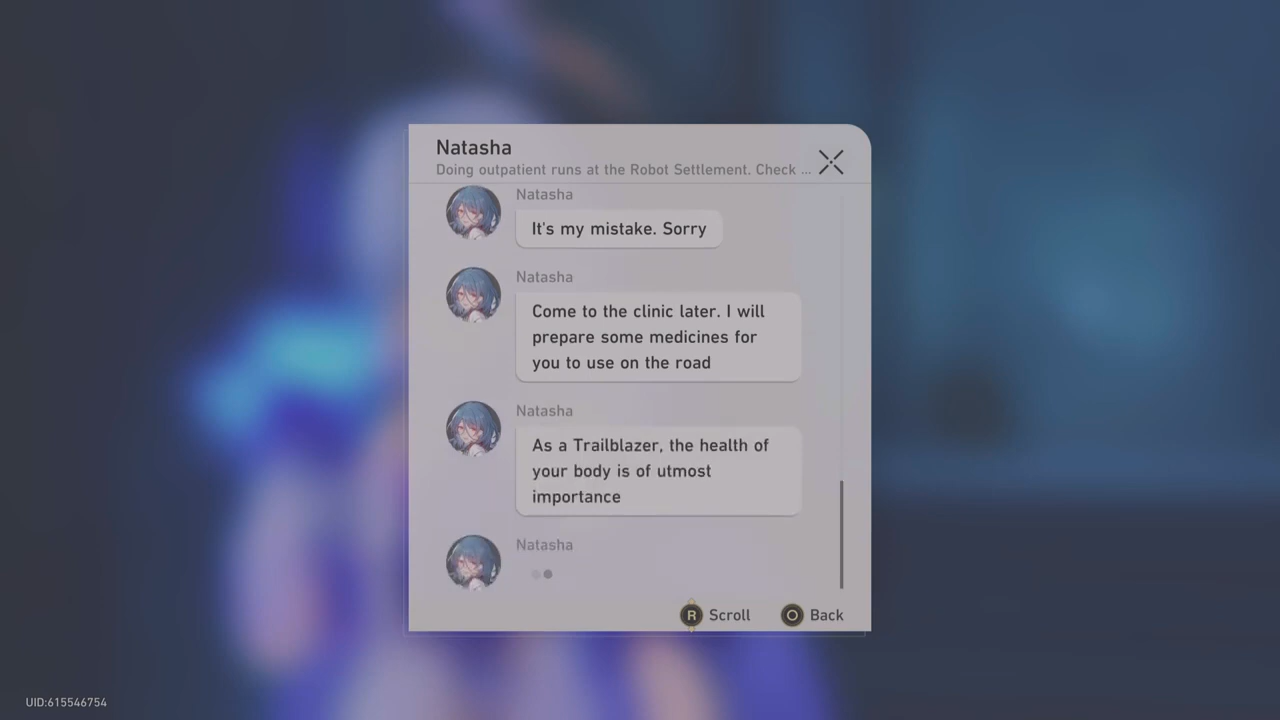 Natasha
Doing outpatient runs at the Robot Settlement. Check ...
Natasha
It's my mistake. Sorry
Natasha
Come to the clinic later. I will
prepare some medicines for
you to use on the road
Natasha
As a Trailblazer, the health of
your body is of utmost
importance
Natasha
R Scroll
Back
UID:615546754